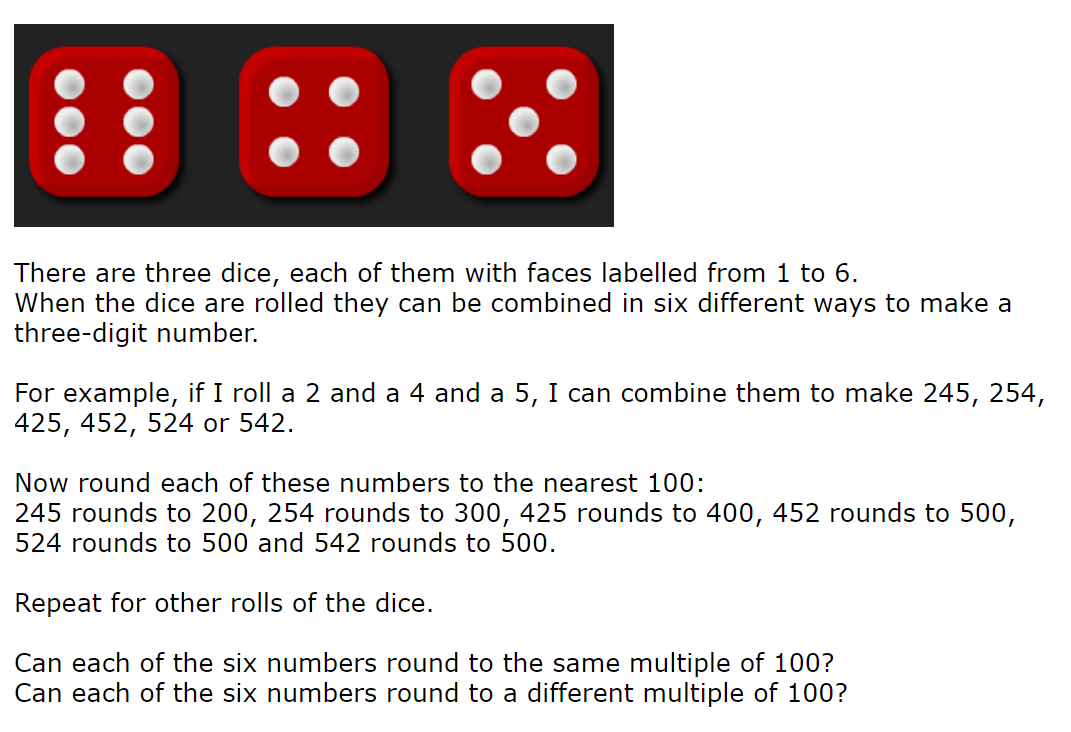 There are three dice, each of them with faces labelled from 1 to 6.
When the dice are rolled they can be combined in six different ways to make a
three-digit number.
For example, if I roll a 2 and a 4 and a 5, I can combine them to make 245, 254,
425, 452, 524 or 542.
Now round each of these numbers to the nearest 100:
245 rounds to 200, 254 rounds to 300, 425 rounds to 400, 452 rounds to 500,
524 rounds to 500 and 542 rounds to 500.
Repeat for other rolls of the dice.
Can each of the six numbers round to the same multiple of 100?
Can each of the six numbers round to a different multiple of 100?